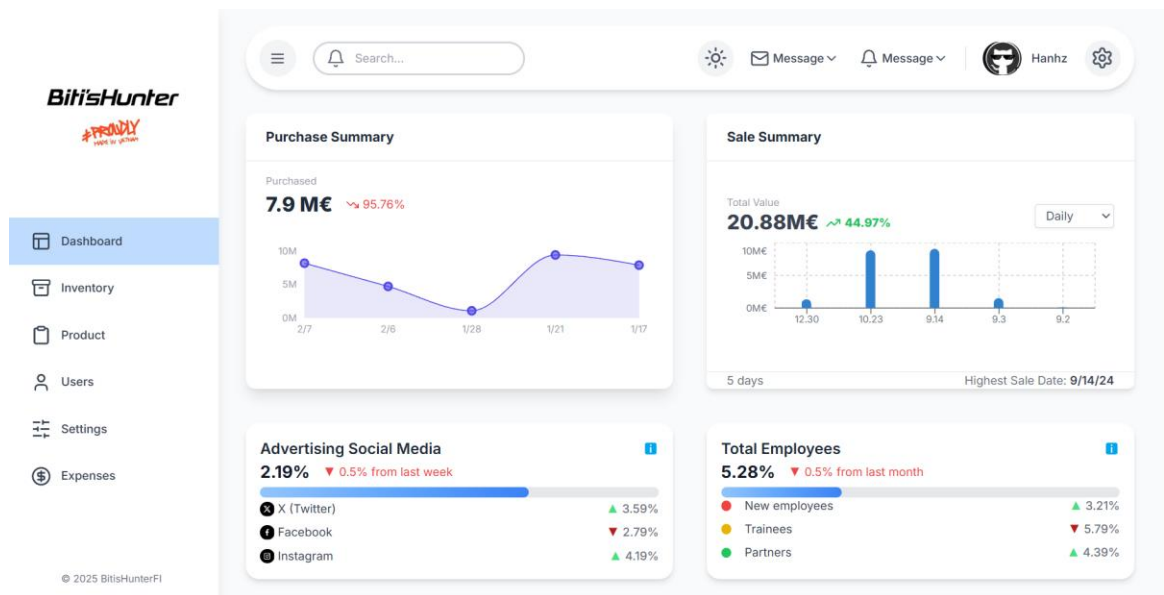 Biti'sHunter
#PROUDLY
MADE IN VIETNAM
Dashboard
Inventory
Product
Users
Settings
Expenses
© 2025 BitisHunterFI
Search...
Message
Message
Hanhz
Purchase Summary
Purchased
7.9 M€ 95.76%
10M
5M
0M
2/7 2/6 1/28 1/21 1/17
Sale Summary
Total Value
20.88M€ 44.97%
Daily
10M€
5M€
0M€
12.30 10.23 9.14 9.3 9.2
5 days Highest Sale Date: 9/14/24
Advertising Social Media
2.19% ▼ 0.5% from last week
X (Twitter) ▲ 3.59%
Facebook ▼ 2.79%
Instagram ▲ 4.19%
Total Employees
5.28% ▼ 0.5% from last month
New employees ▲ 3.21%
Trainees ▼ 5.79%
Partners ▲ 4.39%